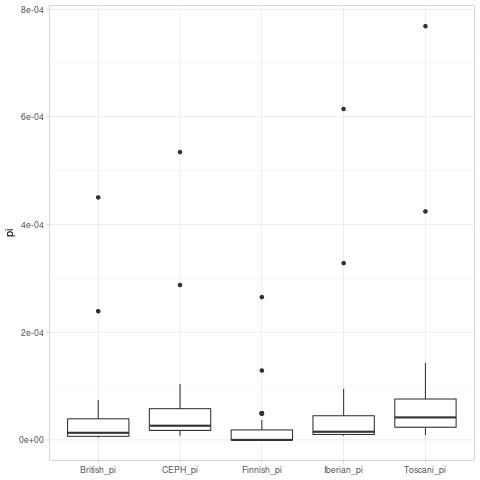 8e-04
6e-04
4e-04
2e-04
0e+00
pi
British_pi CEPH_pi Finnish_pi Iberian_pi Toscani_pi